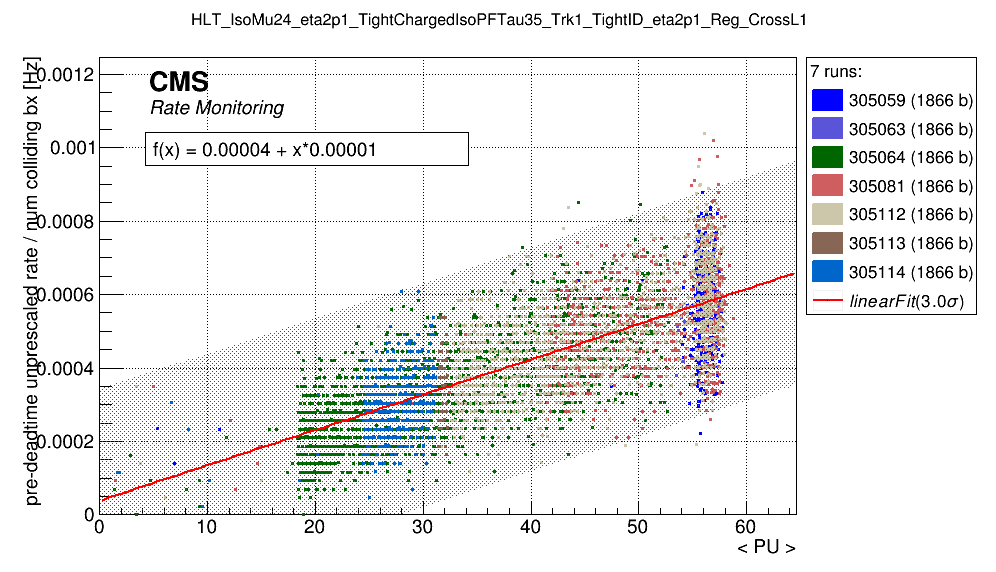 HLT_IsoMu24_eta2p1_TightChargedIsoPFTau35_Trk1_TightID_eta2p1_Reg_CrossL1
pre-deadtime unprescaled rate / num colliding bx [Hz]
0.0012
0.001
0.0008
0.0006
0.0004
0.0002
0
CMS
Rate Monitoring
f(x) = 0.00004 + x*0.00001
0 10 20 30 40 50 60
< PU >
7 runs:
305059 (1866 b)
305063 (1866 b)
305064 (1866 b)
305081 (1866 b)
305112 (1866 b)
305113 (1866 b)
305114 (1866 b)
linearFit(3.0σ)